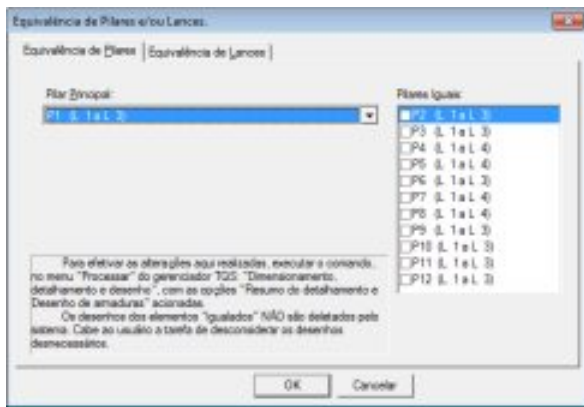 Equivalência de Pilares e/ou Lances.
Equivalência de Pilares
Equivalência de Lances
Pilar Principal:
P1 (L. 1 a L. 3)
Pilares Iguais:
P2 (L. 1 a L. 3)
P3 (L. 1 a L. 3)
P4 (L. 1 a L. 4)
P5 (L. 1 a L. 4)
P6 (L. 1 a L. 3)
P7 (L. 1 a L. 4)
P8 (L. 1 a L. 4)
P9 (L. 1 a L. 3)
P10 (L. 1 a L. 3)
P11 (L. 1 a L. 3)
P12 (L. 1 a L. 3)
Para efetivar as alterações aqui realizadas, executar o comando,
no menu "Processar" do gerenciador TQS: "Dimensionamento,
detalhamento e desenho", com as opções "Resumo do detalhamento e
Desenho de armaduras" acionadas.
Os desenhos dos elementos "igualados" NÃO são deletados pelo
sistema. Cabe ao usuário a tarefa de desconsiderar os desenhos
desnecessários.
OK
Cancelar